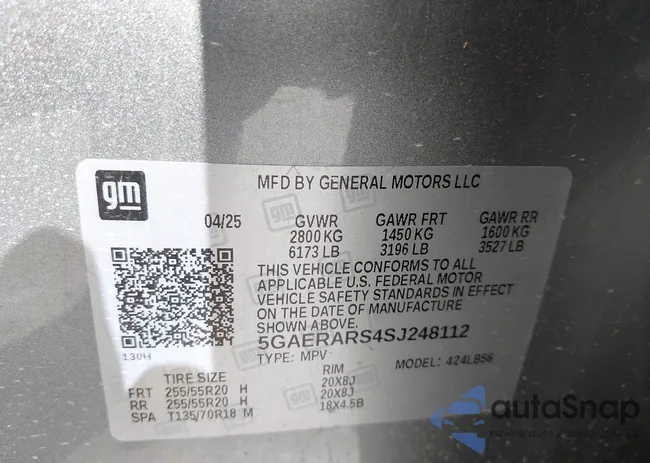 gm
MFD BY GENERAL MOTORS LLC
04/25 GVWR GAWR FRT GAWR RR
2800 KG 1450 KG 1600 KG
6173 LB 3196 LB 3527 LB
THIS VEHICLE CONFORMS TO ALL
APPLICABLE U.S. FEDERAL MOTOR
VEHICLE SAFETY STANDARDS IN EFFECT
ON THE DATE OF MANUFACTURE
SHOWN ABOVE.
5GAERARS4SJ248112
130H
TYPE: MPV MODEL: 424LB56
TIRE SIZE RIM
FRT 255/55R20 H 20X8J
RR 255/55R20 H 20X8J
SPA T135/70R18 M 18X4.5B
autaSnap